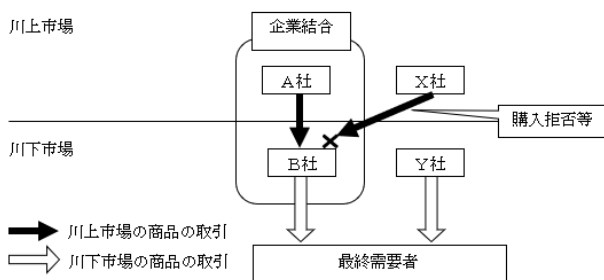 川上市場
企業結合
A社
X社
購入拒否等
川下市場
B社
Y社
川上市場の商品の取引
川下市場の商品の取引
最終需要者